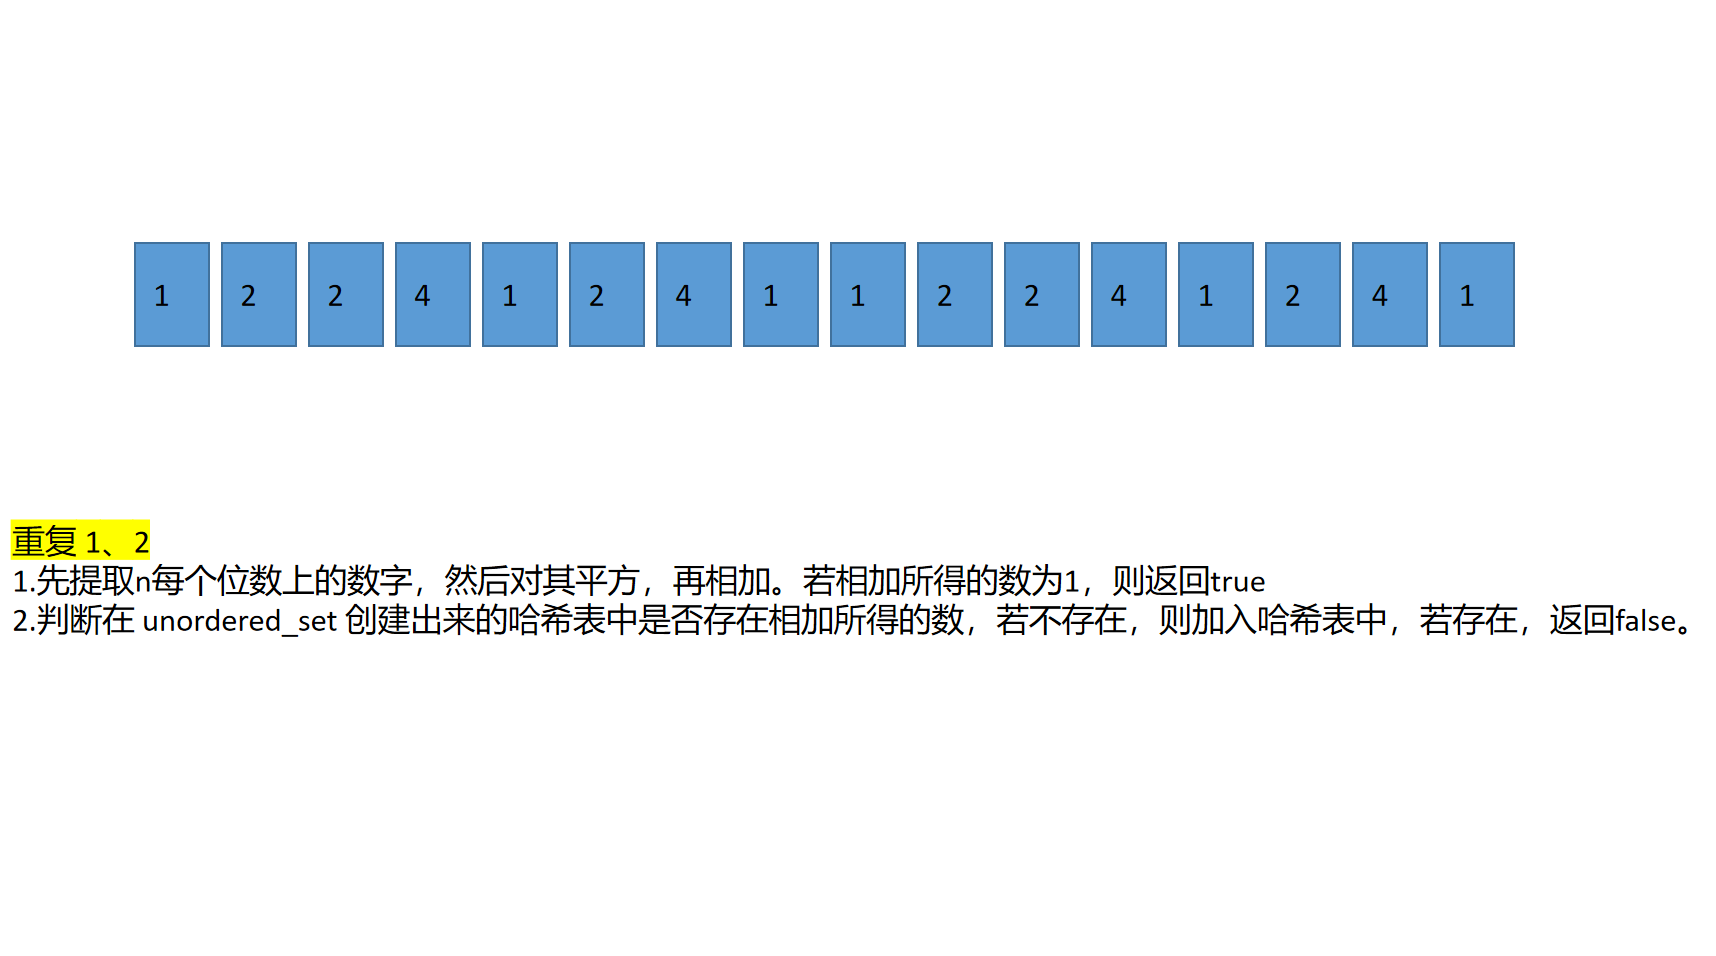 1 2 2 4 1 2 4 1 1 2 2 4 1 2 4 1
重复 1、2
1.先提取n每个位数上的数字，然后对其平方，再相加。若相加所得的数为1，则返回true
2.判断在 unordered_set 创建出来的哈希表中是否存在相加所得的数，若不存在，则加入哈希表中，若存在，返回false。